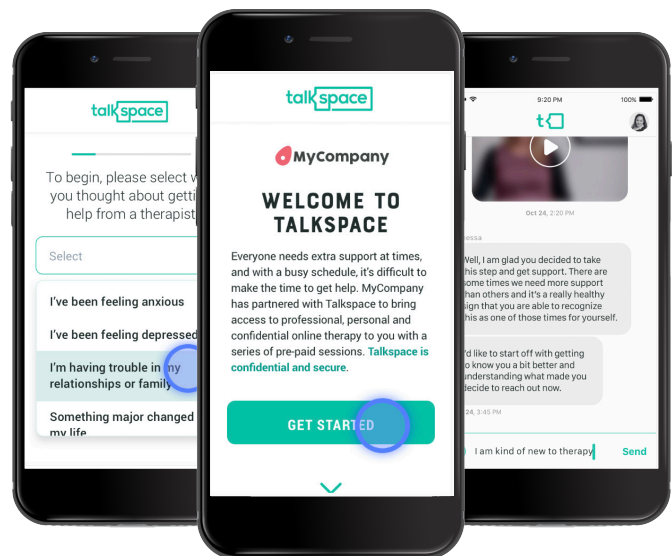 talkspace
To begin, please select
you thought about getti
help from a therapist
Select
I've been feeling anxious
I've been feeling depressed
I'm having trouble in my
relationships or family
Something major changed
my life
talkspace
MyCompany
WELCOME TO
TALKSPACE
Everyone needs extra support at times,
and with a busy schedule, it's difficult to
make the time to get help. MyCompany
has partnered with Talkspace to bring
access to professional, personal and
confidential online therapy to you with a
series of pre-paid sessions. Talkspace is
confidential and secure.
GET STARTED
9:20 PM 100%
t
Oct 24, 2:20 PM
essa
Well, I am glad you decided to take
this step and get support. There are
some times we need more support
than others and it's a really healthy
sign that you are able to recognize
this as one of those times for yourself.
'd like to start off with getting
to know you a bit better and
understanding what made you
decide to reach out now.
24, 3:45 PM
I am kind of new to therapy Send